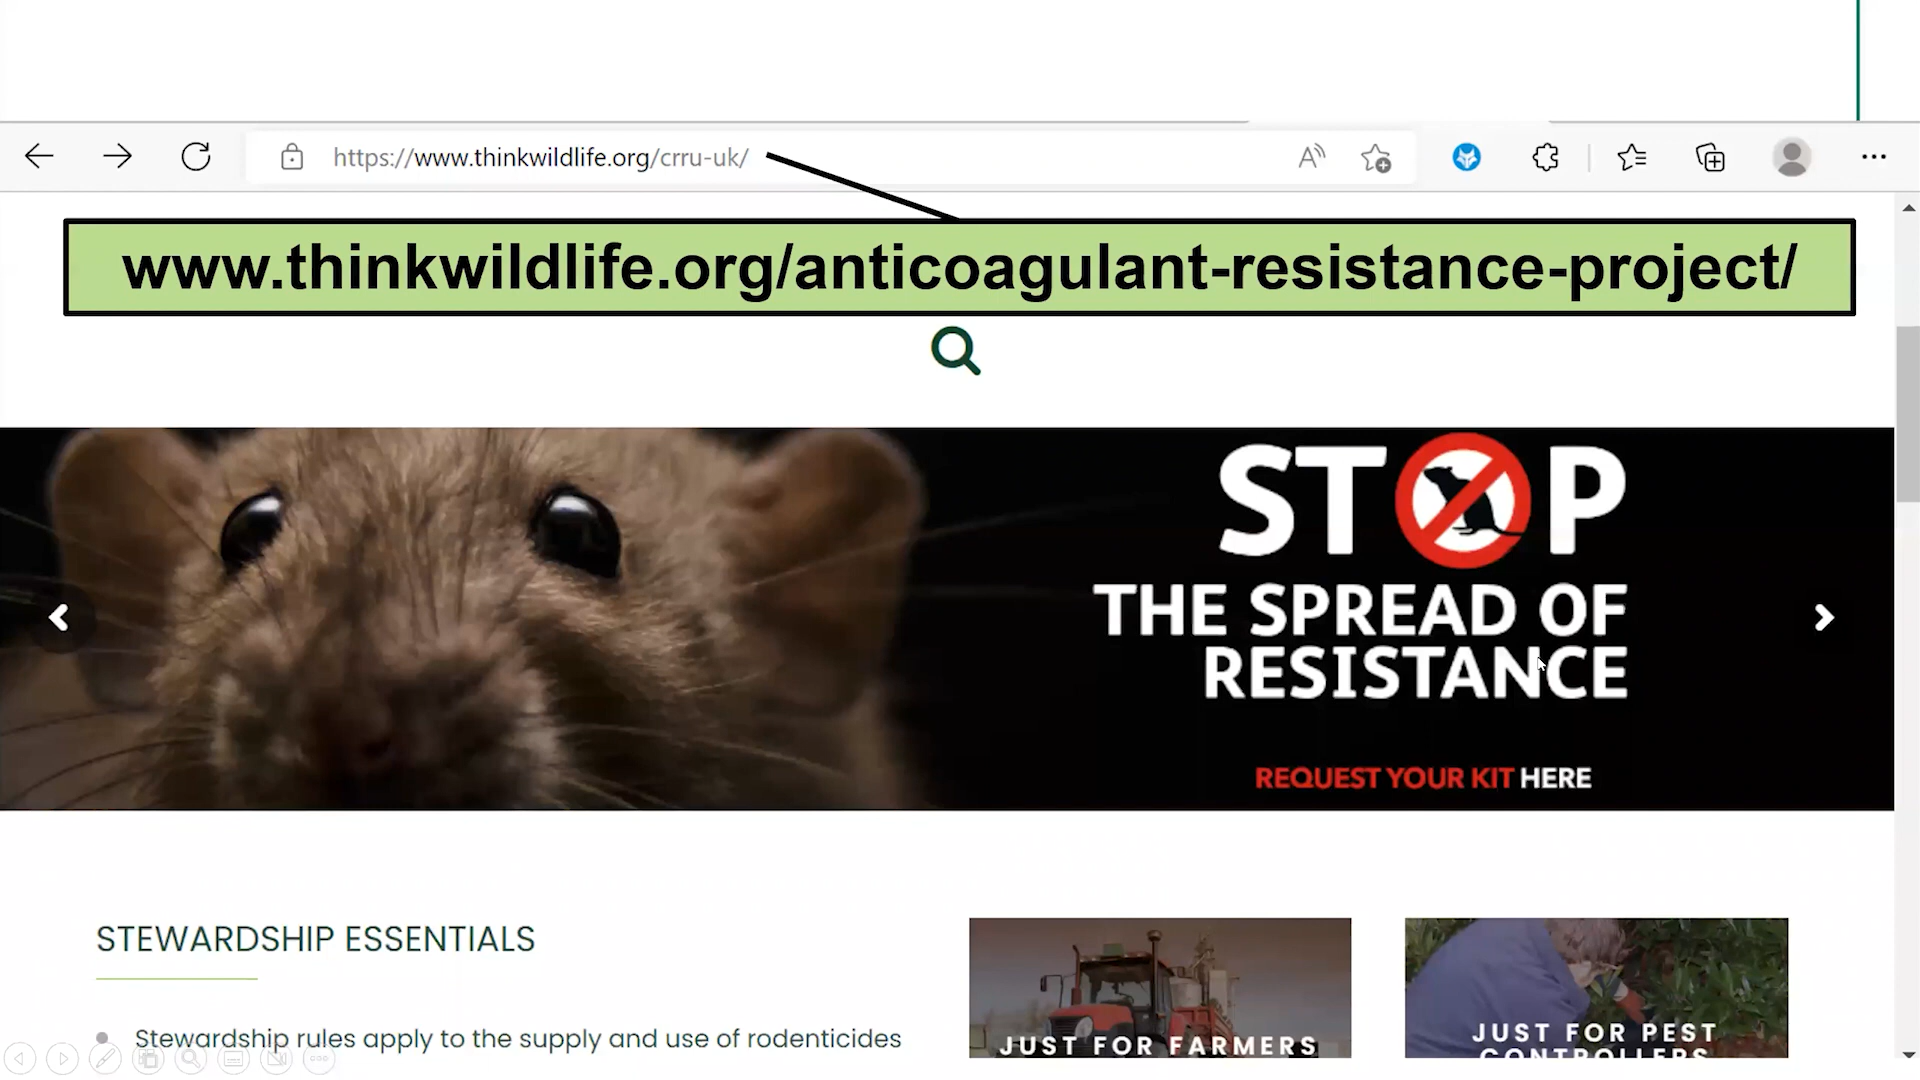 https://www.thinkwildlife.org/crru-uk/
www.thinkwildlife.org/anticoagulant-resistance-project/
STOP
THE SPREAD OF
RESISTANCE
REQUEST YOUR KIT HERE
STEWARDSHIP ESSENTIALS
Stewardship rules apply to the supply and use of rodenticides
JUST FOR FARMERS
JUST FOR PEST
CONTROLLERS